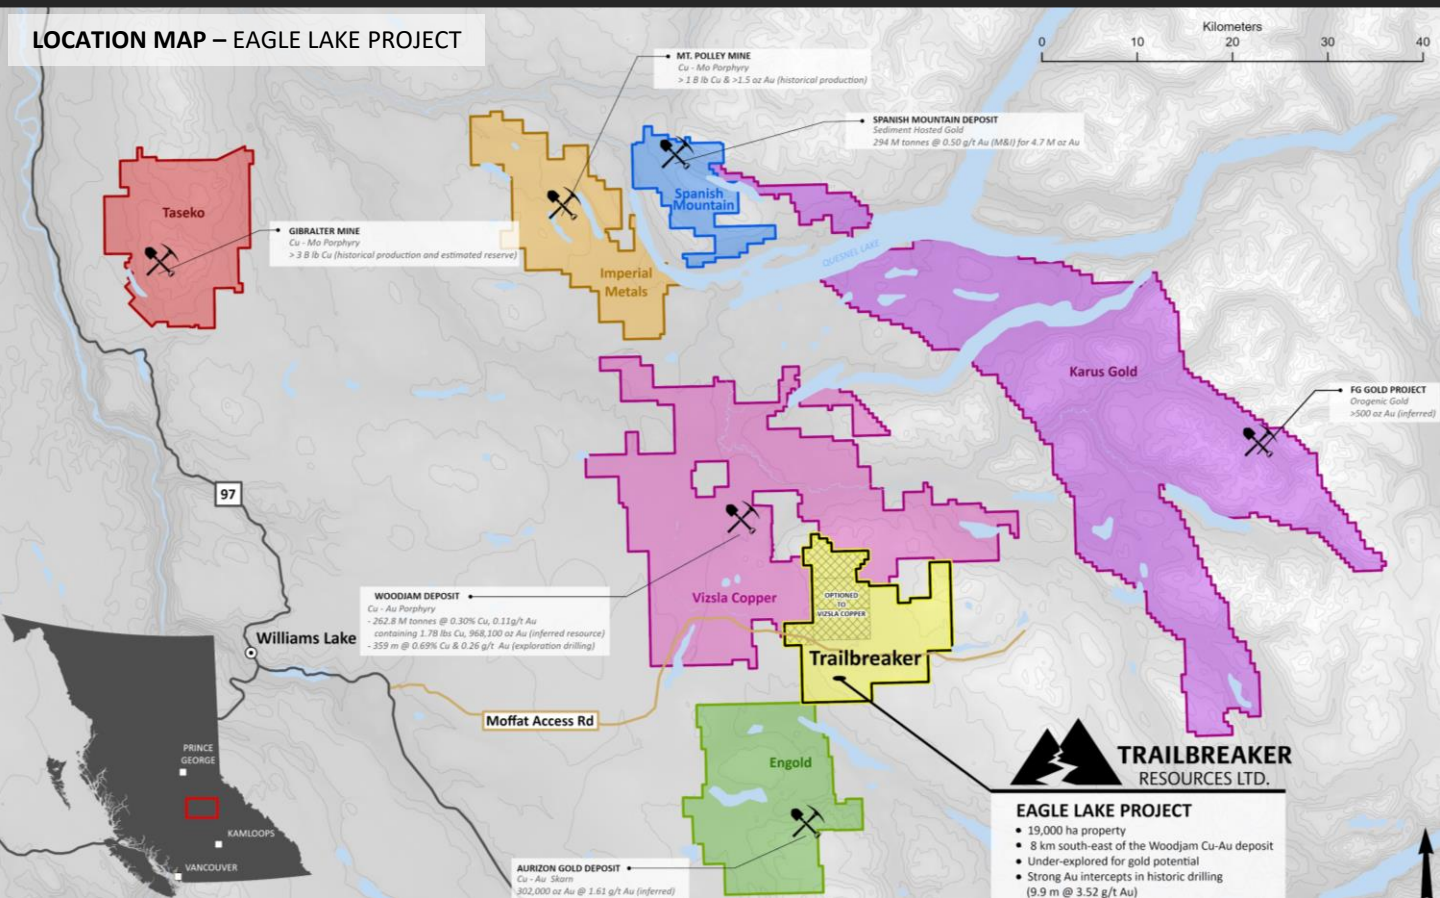 LOCATION MAP – EAGLE LAKE PROJECT
Kilometers
0 10 20 30 40
MT. POLLEY MINE
Cu - Mo Porphyry
> 1 B lb Cu & >1.5 oz Au (historical production)
SPANISH MOUNTAIN DEPOSIT
Sediment Hosted Gold
294 M tonnes @ 0.50 g/t Au (M&I) for 4.7 M oz Au
Taseko
GIBRALTER MINE
Cu - Mo Porphyry
> 3 B lb Cu (historical production and estimated reserve)
Spanish
Mountain
Imperial
Metals
QUESNEL LAKE
Karus Gold
FG GOLD PROJECT
Orogenic Gold
>500 oz Au (inferred)
97
WOODJAM DEPOSIT
Cu - Au Porphyry
- 262.8 M tonnes @ 0.30% Cu, 0.11g/t Au
containing 1.7B lbs Cu, 968,100 oz Au (inferred resource)
- 359 m @ 0.69% Cu & 0.26 g/t Au (exploration drilling)
Vizsla Copper
OPTIONED
TO
VIZSLA COPPER
Williams Lake
Trailbreaker
Moffat Access Rd
Engold
AURIZON GOLD DEPOSIT
Cu - Au Skarn
302,000 oz Au @ 1.61 g/t Au (inferred)
PRINCE
GEORGE
KAMLOOPS
VANCOUVER
TRAILBREAKER
RESOURCES LTD.
EAGLE LAKE PROJECT
• 19,000 ha property
• 8 km south-east of the Woodjam Cu-Au deposit
• Under-explored for gold potential
• Strong Au intercepts in historic drilling
(9.9 m @ 3.52 g/t Au)